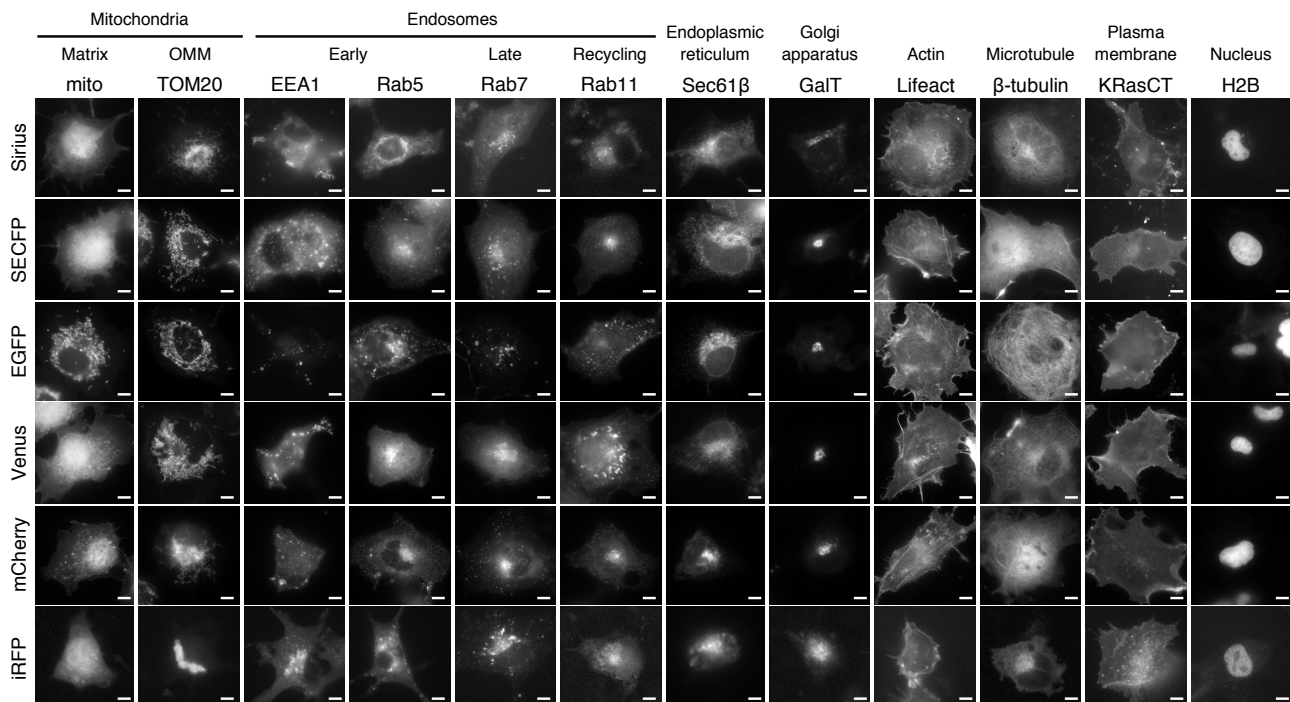 Mitochondria Endosomes
Endoplasmic reticulum Golgi apparatus Plasma membrane
Matrix OMM Early Late Recycling Actin Microtubule Nucleus
mito TOM20 EEA1 Rab5 Rab7 Rab11 Sec61β GalT Lifeact β-tubulin KRasCT H2B
Sirius
SECFP
EGFP
Venus
mCherry
iRFP